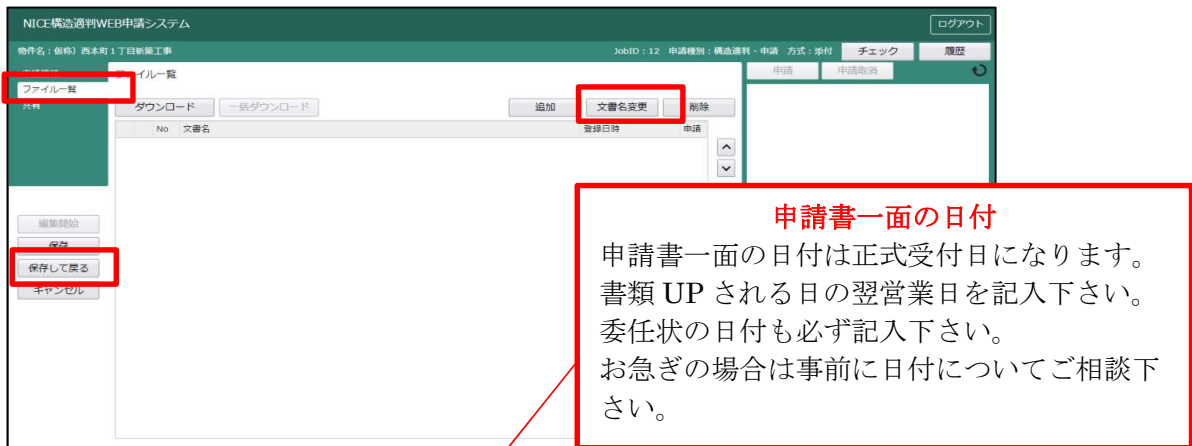 NICE構造適判WEB申請システム
ログアウト
物件名：仮称）西本町１丁目新築工事
JobID：12　申請種別：構造適判 - 申請　方式：添付
チェック
履歴
ファイル一覧
申請
申請取消
ファイル一覧
共有
ダウンロード
一括ダウンロード
追加
文書名変更
削除
No　文書名
登録日時
申請
編集開始
保存
保存して戻る
キャンセル
申請書一面の日付
申請書一面の日付は正式受付日になります。
書類 UP される日の翌営業日を記入下さい。
委任状の日付も必ず記入下さい。
お急ぎの場合は事前に日付についてご相談下
さい。